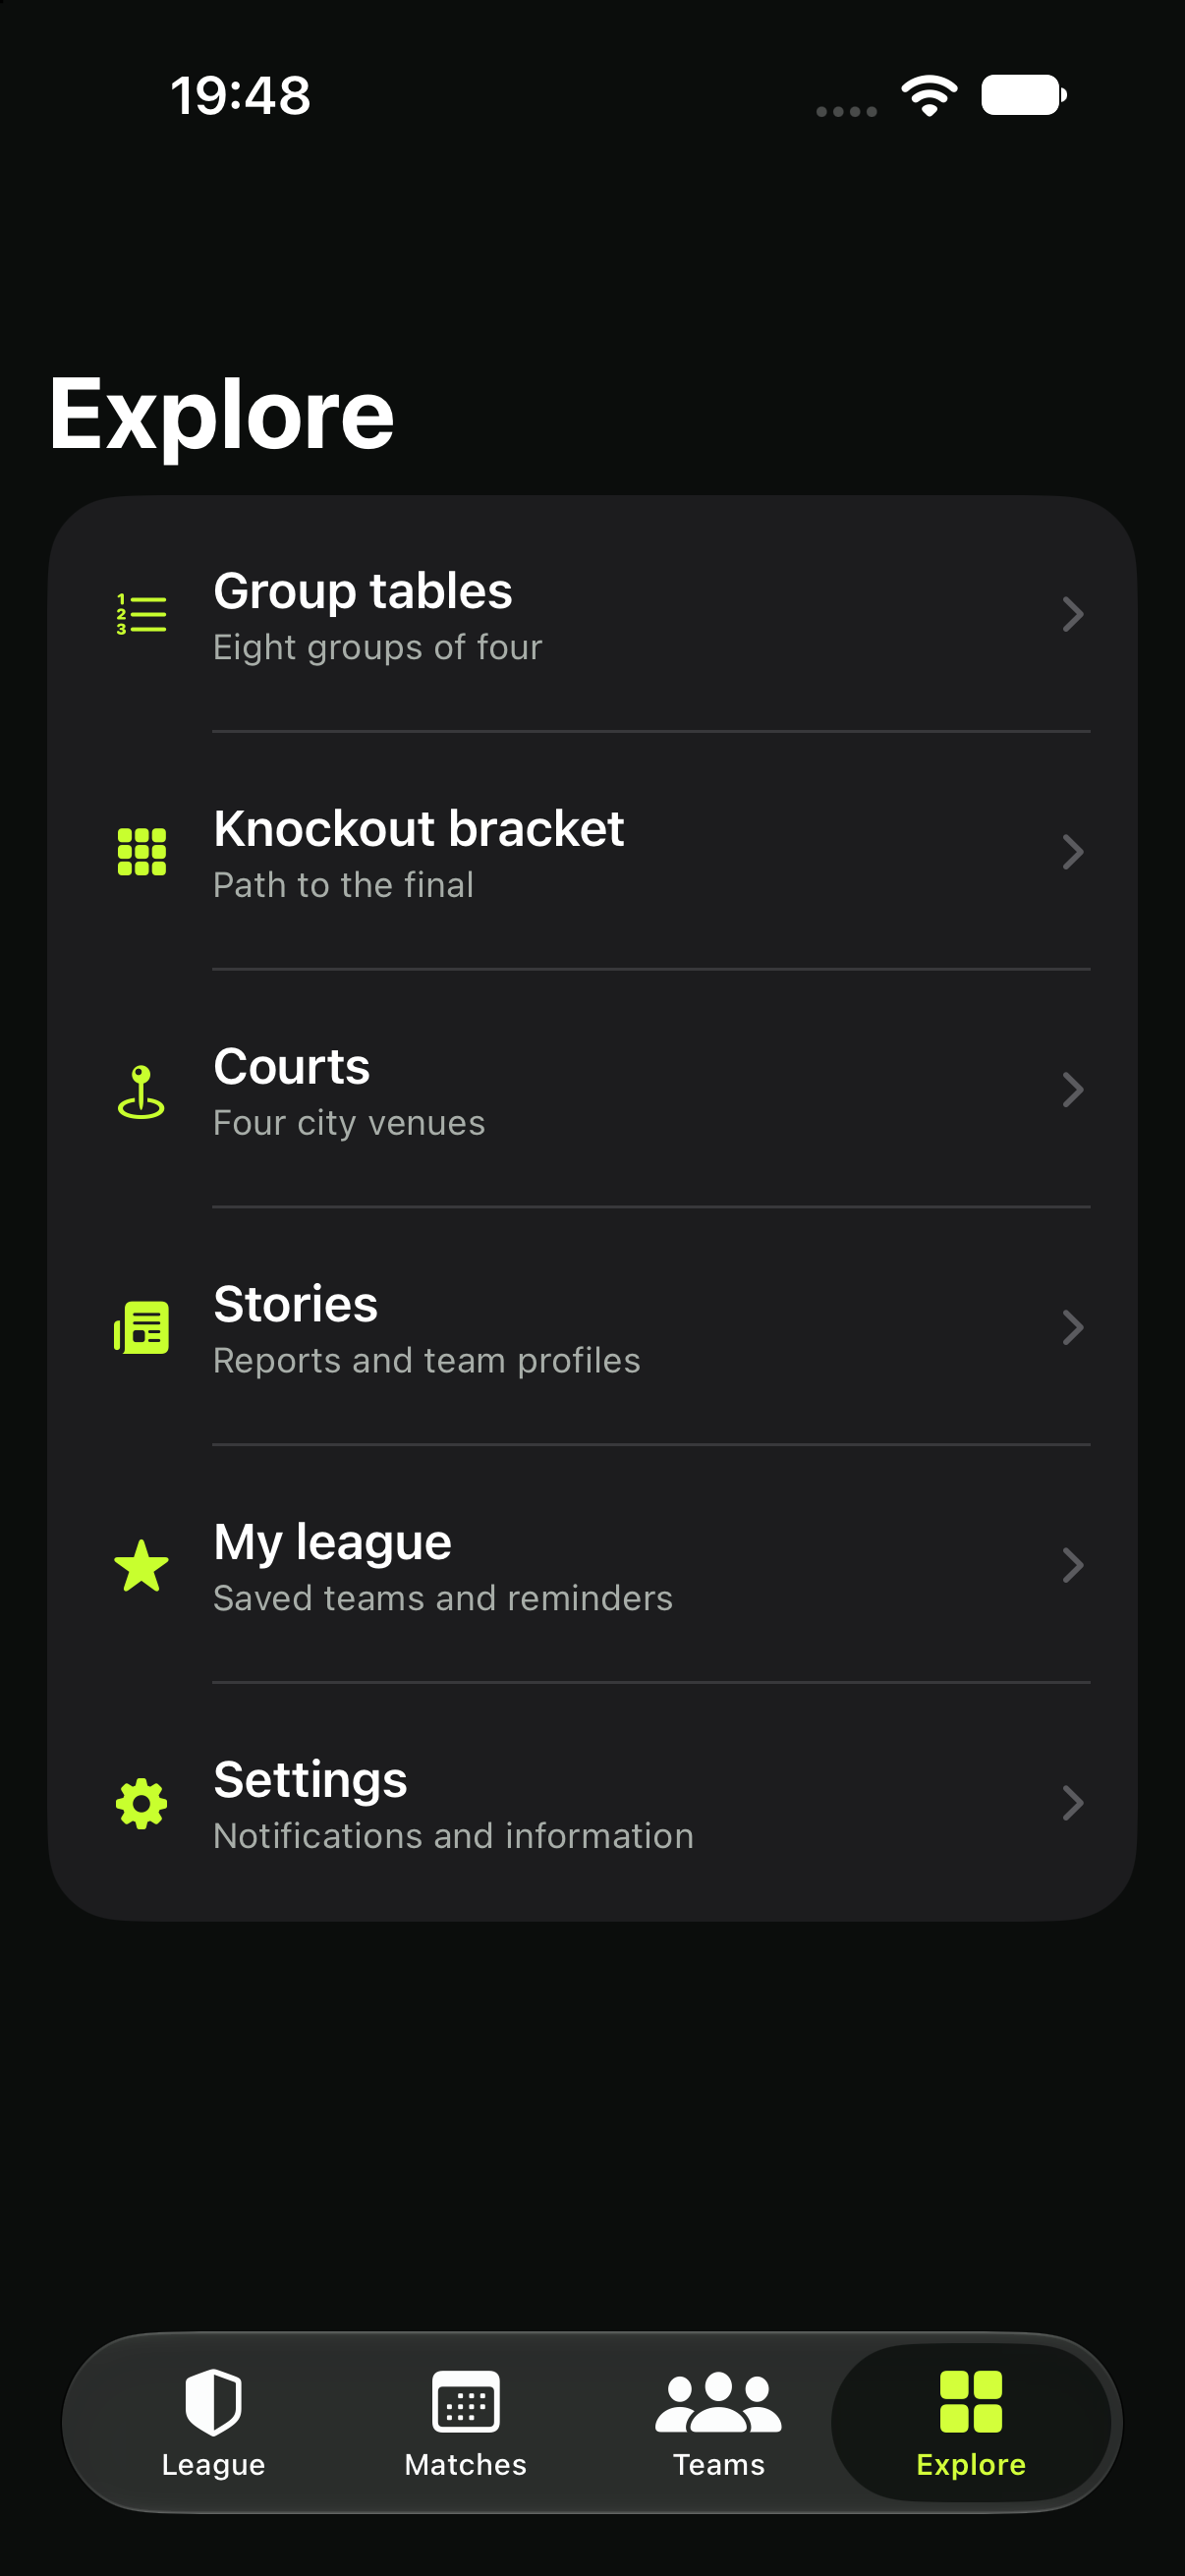 19:48
Explore
Group tables
Eight groups of four
Knockout bracket
Path to the final
Courts
Four city venues
Stories
Reports and team profiles
My league
Saved teams and reminders
Settings
Notifications and information
League
Matches
Teams
Explore